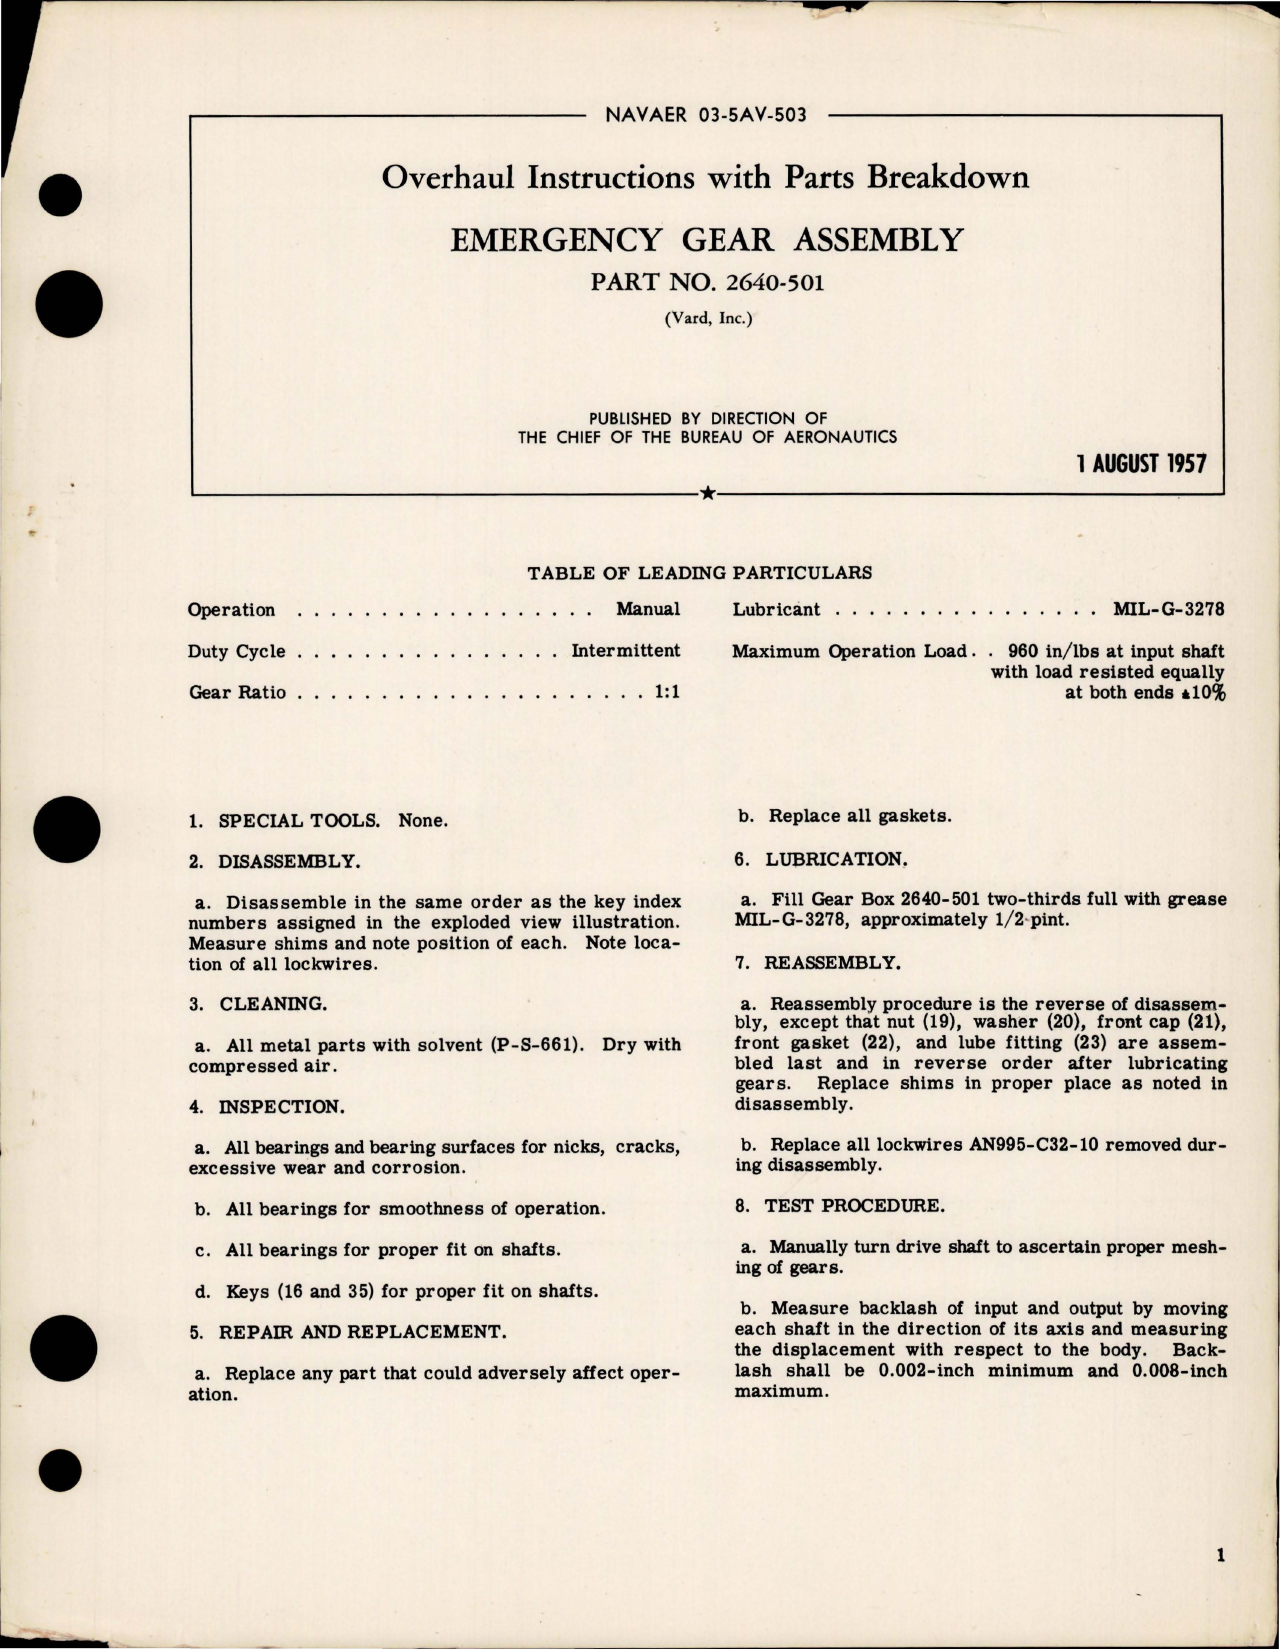 NAVAER 03-5AV-503
Overhaul Instructions with Parts Breakdown
EMERGENCY GEAR ASSEMBLY
PART NO. 2640-501
(Vard, Inc.)
PUBLISHED BY DIRECTION OF
THE CHIEF OF THE BUREAU OF AERONAUTICS
1 AUGUST 1957
TABLE OF LEADING PARTICULARS
Operation . . . . . . . . . . . . . . . . . . Manual
Duty Cycle . . . . . . . . . . . . . . . . Intermittent
Gear Ratio . . . . . . . . . . . . . . . . . . . . . 1:1
Lubricant . . . . . . . . . . . . . . . . MIL-G-3278
Maximum Operation Load. . 960 in/lbs at input shaft
with load resisted equally
at both ends ±10%
1. SPECIAL TOOLS. None.
2. DISASSEMBLY.
a. Disassemble in the same order as the key index
numbers assigned in the exploded view illustration.
Measure shims and note position of each. Note loca-
tion of all lockwires.
3. CLEANING.
a. All metal parts with solvent (P-S-661). Dry with
compressed air.
4. INSPECTION.
a. All bearings and bearing surfaces for nicks, cracks,
excessive wear and corrosion.
b. All bearings for smoothness of operation.
c. All bearings for proper fit on shafts.
d. Keys (16 and 35) for proper fit on shafts.
5. REPAIR AND REPLACEMENT.
a. Replace any part that could adversely affect oper-
ation.
b. Replace all gaskets.
6. LUBRICATION.
a. Fill Gear Box 2640-501 two-thirds full with grease
MIL-G-3278, approximately 1/2 pint.
7. REASSEMBLY.
a. Reassembly procedure is the reverse of disassem-
bly, except that nut (19), washer (20), front cap (21),
front gasket (22), and lube fitting (23) are assem-
bled last and in reverse order after lubricating
gears. Replace shims in proper place as noted in
disassembly.
b. Replace all lockwires AN995-C32-10 removed dur-
ing disassembly.
8. TEST PROCEDURE.
a. Manually turn drive shaft to ascertain proper mesh-
ing of gears.
b. Measure backlash of input and output by moving
each shaft in the direction of its axis and measuring
the displacement with respect to the body. Back-
lash shall be 0.002-inch minimum and 0.008-inch
maximum.
1